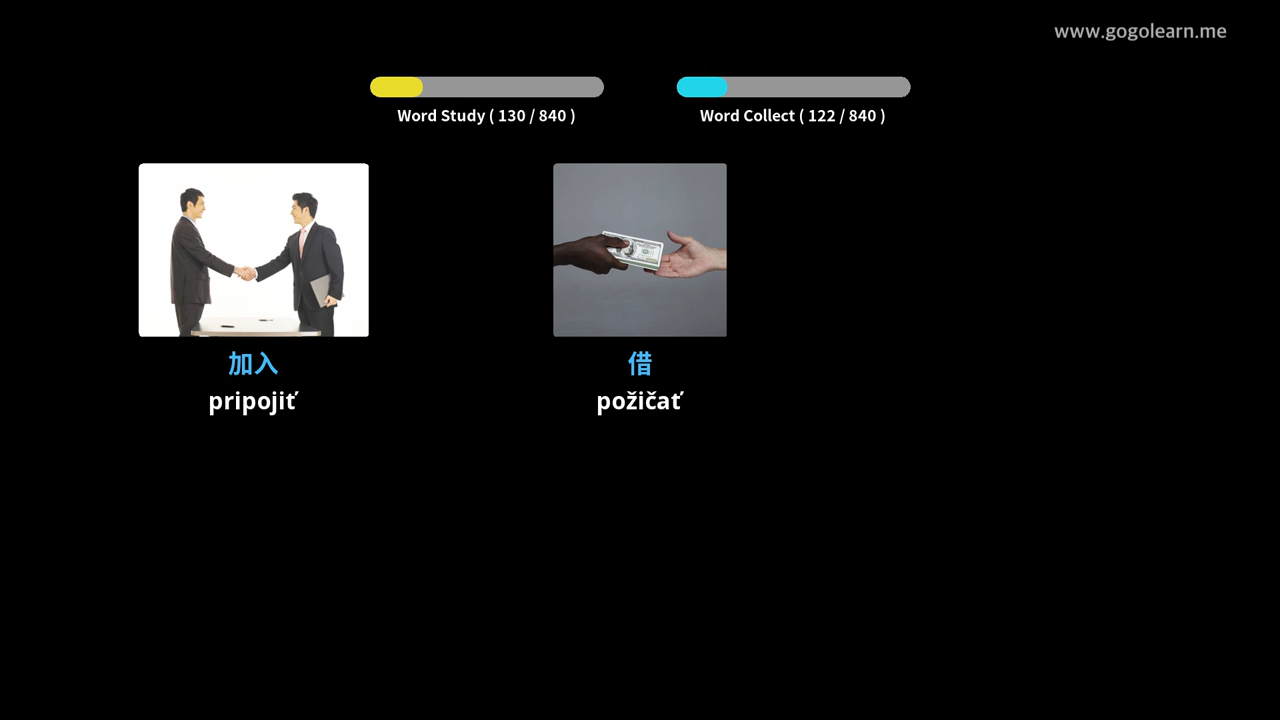 www.gogolearn.me
Word Study ( 130 / 840 )
Word Collect ( 122 / 840 )
加入
pripojiť
借
požičať